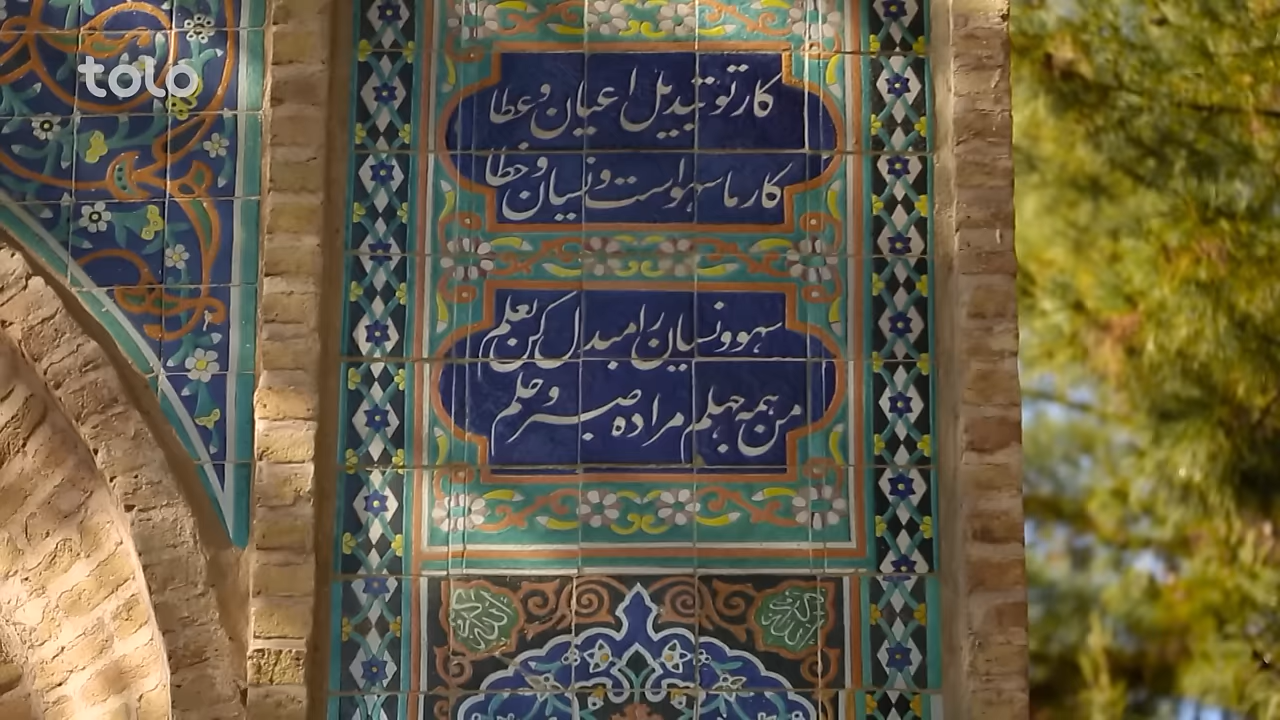 tolo
کار تو تبدیل اعیان و عطا
کار ما سهو است و نسیان و خطا
سهو و نسیان را مبدل کن بعلم
من همه جهلم مرا ده صبر و حلم